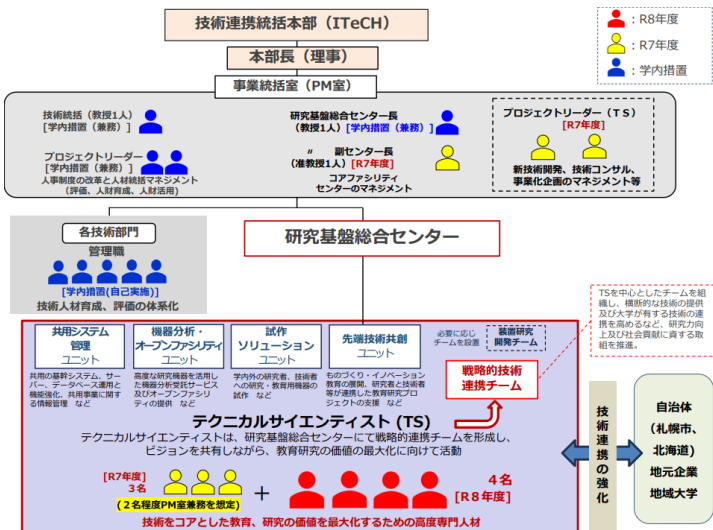 技術連携統括本部（ITeCH）
本部長（理事）
事業統括室（PM室）
：R8年度
：R7年度
：学内措置
技術統括（教授1人）
[学内措置（兼務）]
プロジェクトリーダー
[学内措置（兼務）]
人事制度の改革と人材統括マネジメント
（評価、人財育成、人財活用）
研究基盤総合センター長
（教授1人）[学内措置（兼務）]
〃　副センター長
（准教授1人）[R7年度]
コアファシリティ
センターのマネジメント
プロジェクトリーダー（ＴＳ）
[R7年度]
新技術開発、技術コンサル、
事業化企画のマネジメント等
各技術部門
管理職
[学内措置(自己実施)]
技術人材育成、評価の体系化
研究基盤総合センター
TSを中心としたチームを組
織し、横断的な技術の提供
及び大学が有する技術の連
携を高めるなど、研究力向
上及び社会貢献に資する取
組を推進。
共用システム
管理
ユニット
共用の基幹システム、サー
バー、データベース運用と
機能強化、共用事業に関す
る情報管理　など
機器分析・
オープンファシリティ
ユニット
高度な研究機器を活用し
た機器分析受託サービス
及びオープンファシリ
ティの提供　など
試作
ソリューション
ユニット
学内外の研究者、技術者
への研究・教育用機器の
試作　など
先端技術共創
ユニット
ものづくり・イノベーション
教育の展開、研究者と技術者
等が連携した教育研究プ
ロジェクトの支援　など
必要に応じ
チームを設置
装置研究
開発チーム
戦略的技術
連携チーム
テクニカルサイエンティスト (TS)
テクニカルサイエンティストは、研究基盤総合センターにて戦略的連携チームを形成し、
ビジョンを共有しながら、教育研究の価値の最大化に向けて活動
[R7年度]
３名
（２名程度PM室兼務を想定）
＋
４名
[R８年度]
技術をコアとした教育、研究の価値を最大化するための高度専門人材
技術連携の強化
自治体
（札幌市、
北海道）
地元企業
地域大学